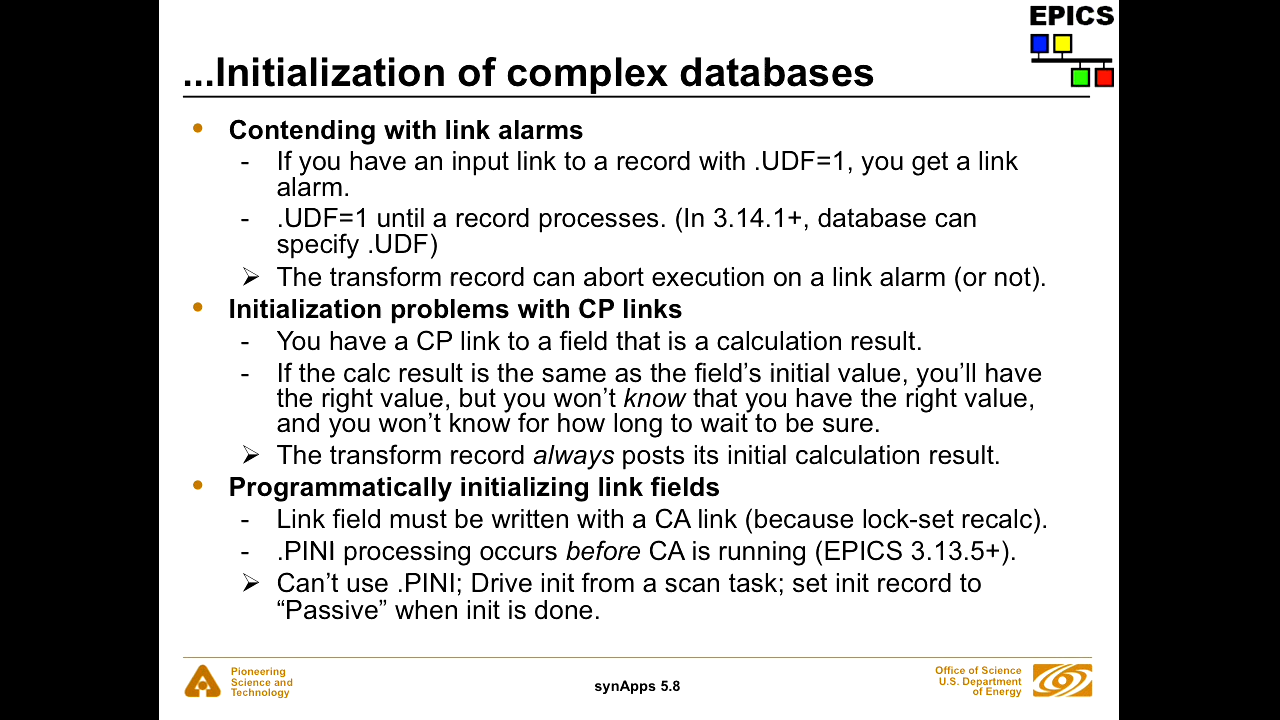 EPICS
...Initialization of complex databases
• Contending with link alarms
- If you have an input link to a record with .UDF=1, you get a link
alarm.
- .UDF=1 until a record processes. (In 3.14.1+, database can
specify .UDF)
➢ The transform record can abort execution on a link alarm (or not).
• Initialization problems with CP links
- You have a CP link to a field that is a calculation result.
- If the calc result is the same as the field’s initial value, you’ll have
the right value, but you won’t know that you have the right value,
and you won’t know for how long to wait to be sure.
➢ The transform record always posts its initial calculation result.
• Programmatically initializing link fields
- Link field must be written with a CA link (because lock-set recalc).
- .PINI processing occurs before CA is running (EPICS 3.13.5+).
➢ Can’t use .PINI; Drive init from a scan task; set init record to
“Passive” when init is done.
Pioneering
Science and
Technology
synApps 5.8
Office of Science
U.S. Department
of Energy